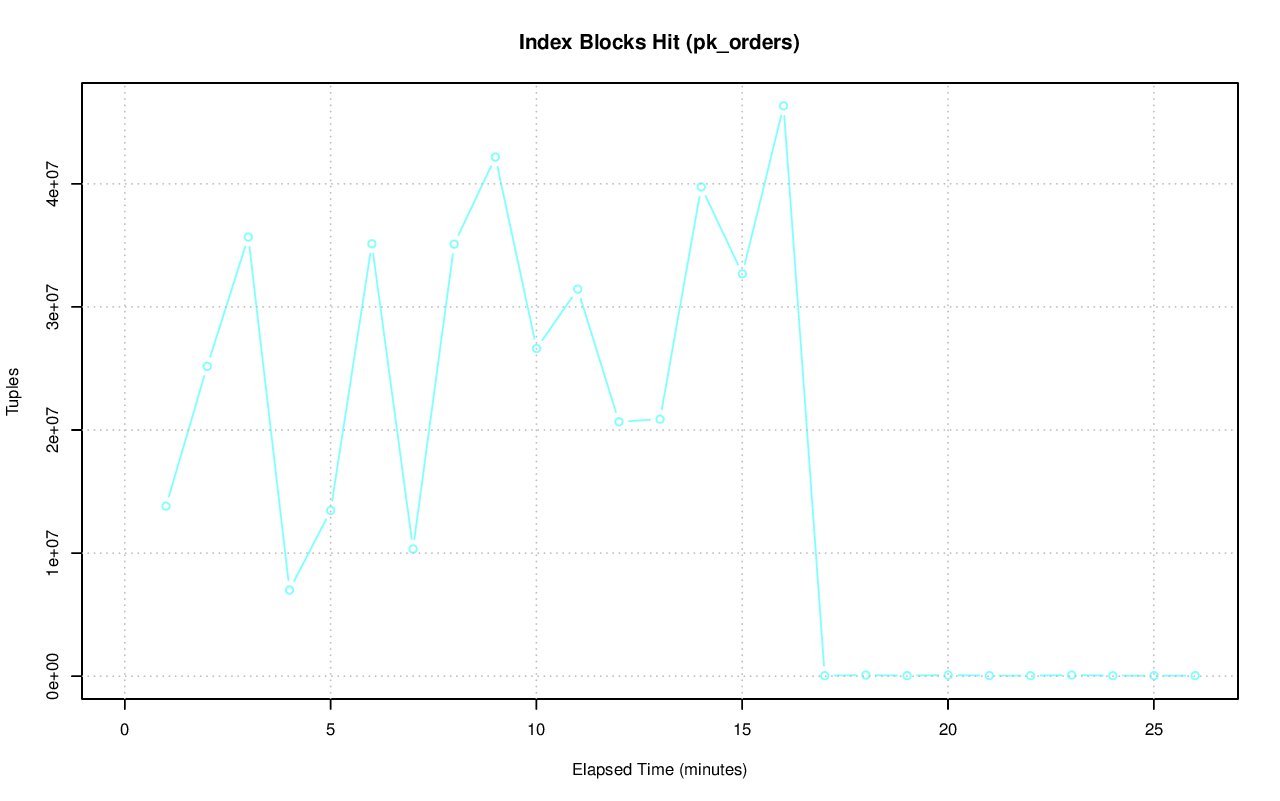 Index Blocks Hit (pk_orders)
Tuples
4e+07
3e+07
2e+07
1e+07
0e+00
0 5 10 15 20 25
Elapsed Time (minutes)